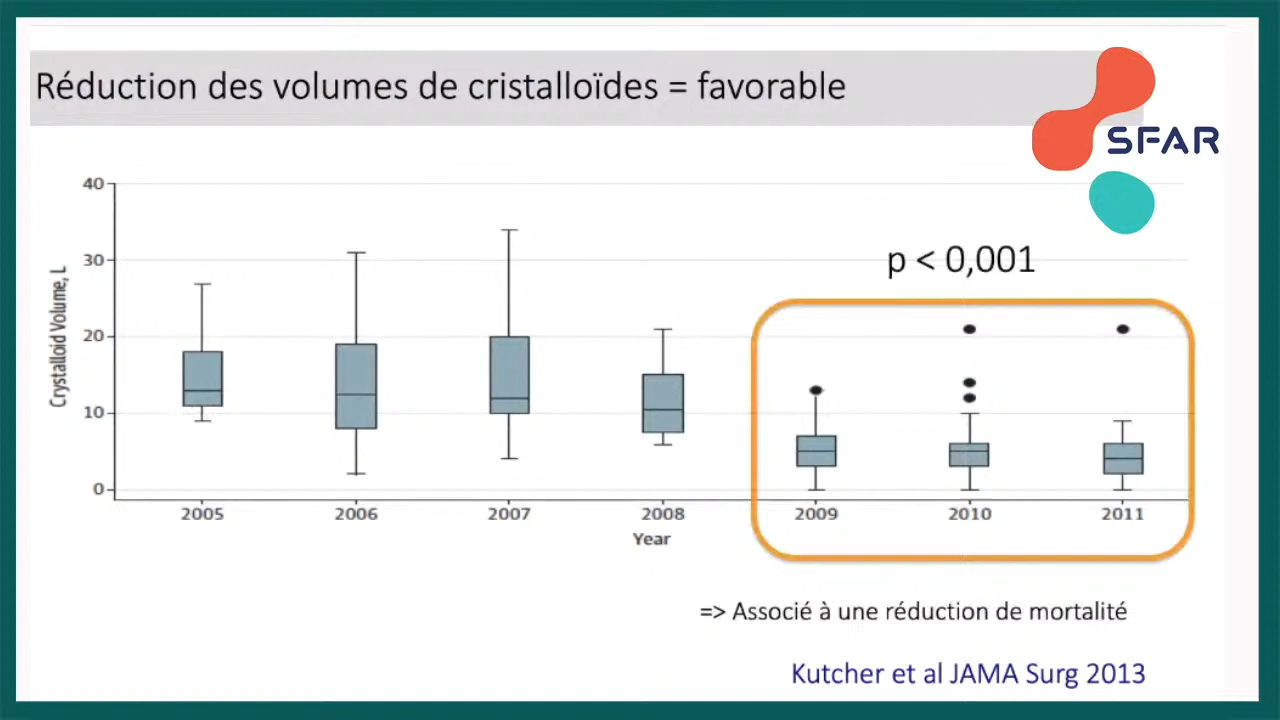 Réduction des volumes de cristalloïdes = favorable
SFAR
p < 0,001
Crystalloid Volume, L
40
30
20
10
0
2005 2006 2007 2008 2009 2010 2011
Year
=> Associé à une réduction de mortalité
Kutcher et al JAMA Surg 2013